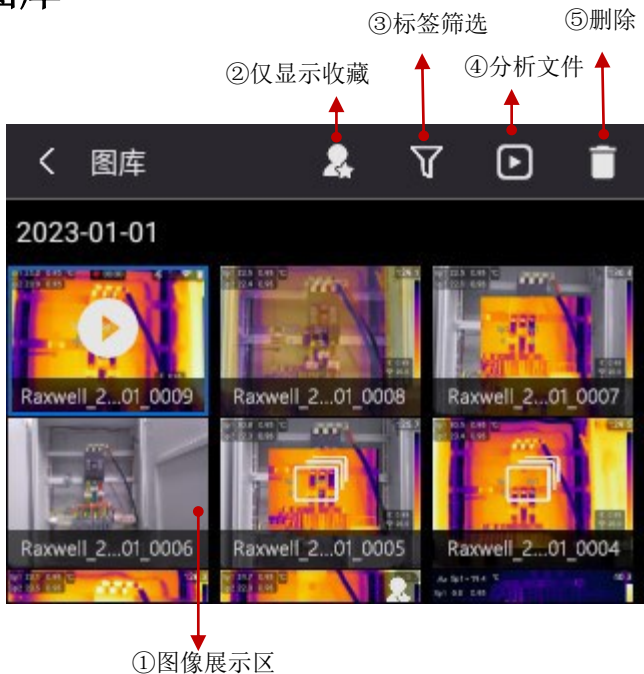 图库
③标签筛选
⑤删除
②仅显示收藏
④分析文件
图库
2023-01-01
Raxwell_2...01_0009
Raxwell_2...01_0008
Raxwell_2...01_0007
Raxwell_2...01_0006
Raxwell_2...01_0005
Raxwell_2...01_0004
①图像展示区